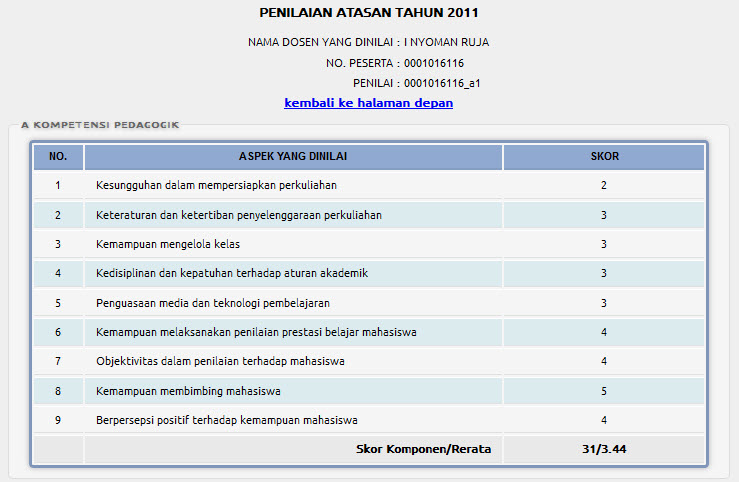 PENILAIAN ATASAN TAHUN 2011
NAMA DOSEN YANG DINILAI : I NYOMAN RUJA
NO. PESERTA : 0001016116
PENILAI : 0001016116_a1
kembali ke halaman depan
A KOMPETENSI PEDAGOGIK
NO. ASPEK YANG DINILAI SKOR
1 Kesungguhan dalam mempersiapkan perkuliahan 2
2 Keteraturan dan ketertiban penyelenggaraan perkuliahan 3
3 Kemampuan mengelola kelas 3
4 Kedisiplinan dan kepatuhan terhadap aturan akademik 3
5 Penguasaan media dan teknologi pembelajaran 3
6 Kemampuan melaksanakan penilaian prestasi belajar mahasiswa 4
7 Objektivitas dalam penilaian terhadap mahasiswa 4
8 Kemampuan membimbing mahasiswa 5
9 Berpersepsi positif terhadap kemampuan mahasiswa 4
Skor Komponen/Rerata 31/3.44